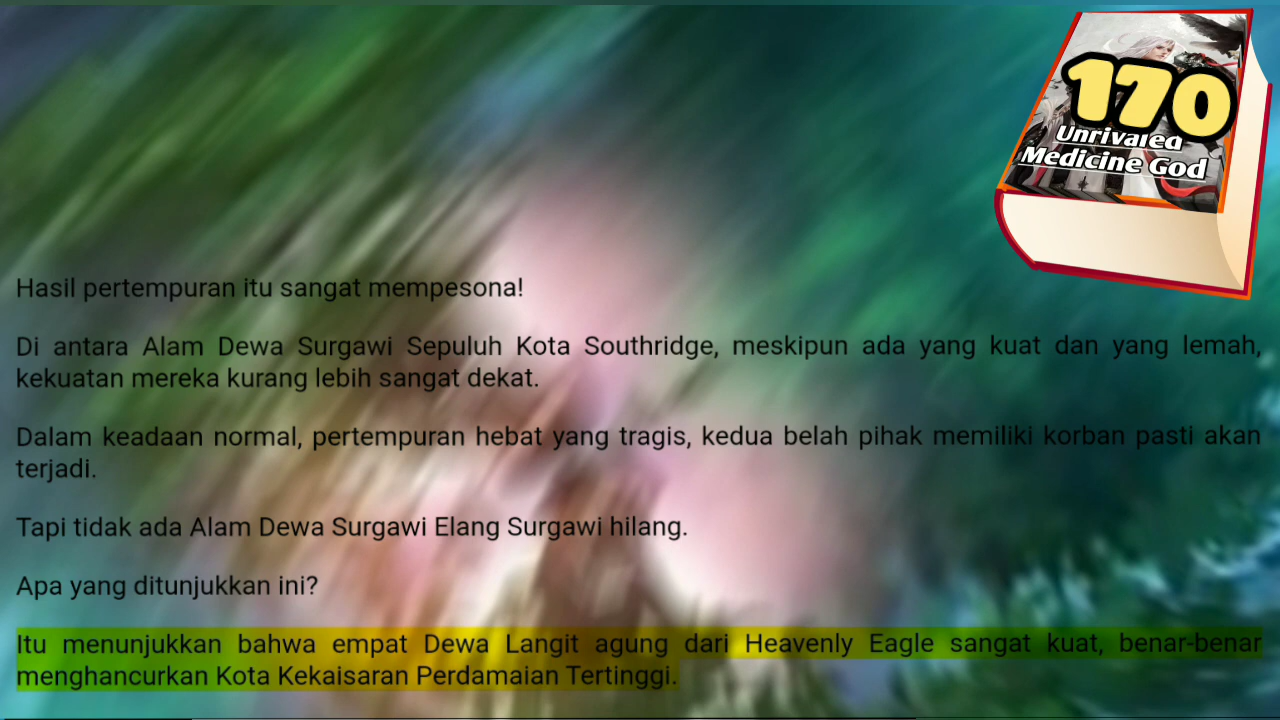 170
Unrivaled
Medicine God
Hasil pertempuran itu sangat mempesona!
Di antara Alam Dewa Surgawi Sepuluh Kota Southridge, meskipun ada yang kuat dan yang lemah,
kekuatan mereka kurang lebih sangat dekat.
Dalam keadaan normal, pertempuran hebat yang tragis, kedua belah pihak memiliki korban pasti akan
terjadi.
Tapi tidak ada Alam Dewa Surgawi Elang Surgawi hilang.
Apa yang ditunjukkan ini?
Itu menunjukkan bahwa empat Dewa Langit agung dari Heavenly Eagle sangat kuat, benar-benar
menghancurkan Kota Kekaisaran Perdamaian Tertinggi.